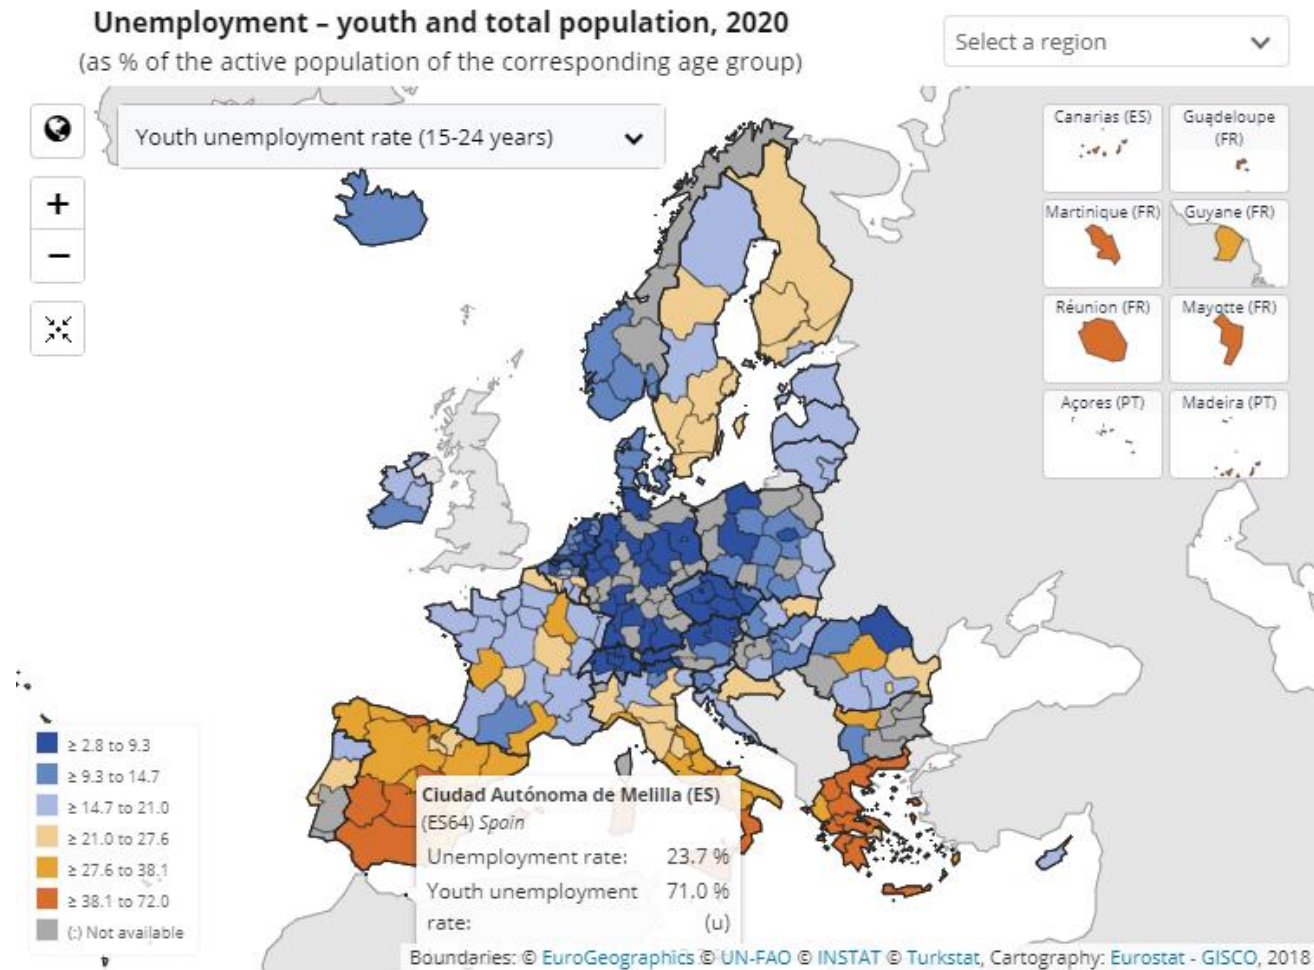 Unemployment – youth and total population, 2020
(as % of the active population of the corresponding age group)
Select a region
Youth unemployment rate (15-24 years)
+
−
Canarias (ES)
Guadeloupe
(FR)
Martinique (FR)
Guyane (FR)
Réunion (FR)
Mayotte (FR)
Açores (PT)
Madeira (PT)
≥ 2.8 to 9.3
≥ 9.3 to 14.7
≥ 14.7 to 21.0
≥ 21.0 to 27.6
≥ 27.6 to 38.1
≥ 38.1 to 72.0
(:) Not available
Ciudad Autónoma de Melilla (ES)
(ES64) Spain
Unemployment rate: 23.7 %
Youth unemployment 71.0 %
rate: (u)
Boundaries: © EuroGeographics © UN-FAO © INSTAT © Turkstat, Cartography: Eurostat - GISCO, 2018